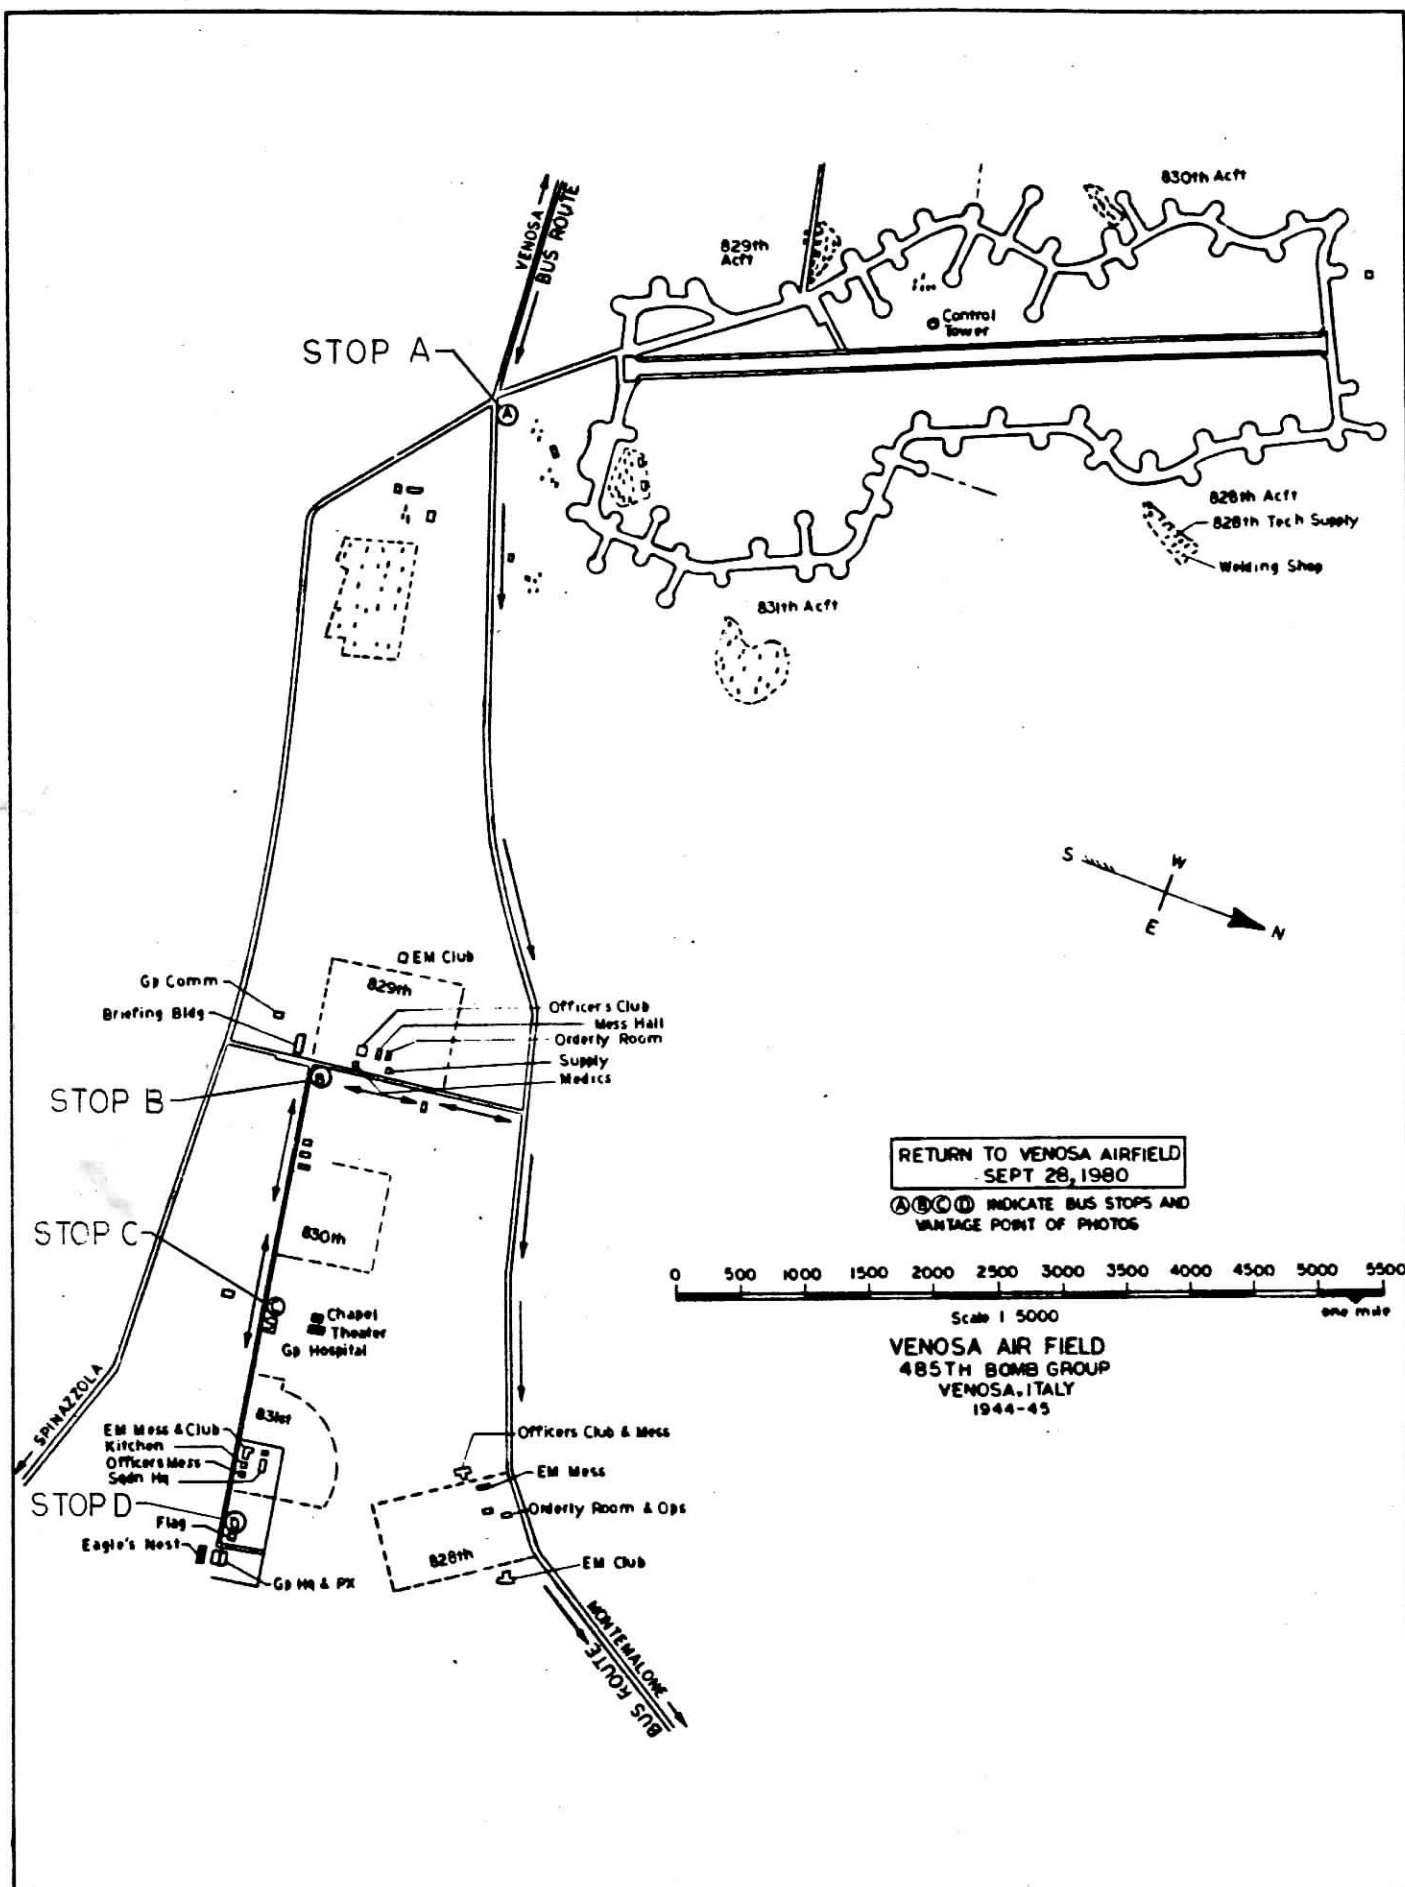 830th Acft
VENOSA
BUS ROUTE
829th
Acft
Control
Tower
STOP A
A
828th Acft
828th Tech Supply
Welding Shop
831th Acft
S
W
E
N
EM Club
829th
Gp Comm
Briefing Bldg
Officers Club
Mess Hall
Orderly Room
Supply
Medics
B
STOP B
RETURN TO VENOSA AIRFIELD
SEPT 28, 1980
A B C D INDICATE BUS STOPS AND
VANTAGE POINT OF PHOTOS
830th
STOP C
C
Chapel
Theater
Gp Hospital
0 500 1000 1500 2000 2500 3000 3500 4000 4500 5000 5500
Scale 1 5000
one mile
VENOSA AIR FIELD
485TH BOMB GROUP
VENOSA, ITALY
1944-45
SPINAZZOLA
831st
EM Mess & Club
Kitchen
Officers Mess
Sqdn Hq
STOP D
D
Flag
Eagle's Nest
Gp Hq & PX
Officers Club & Mess
EM Mess
Orderly Room & Ops
828th
EM Club
MONTEMALONE
BUS ROUTE